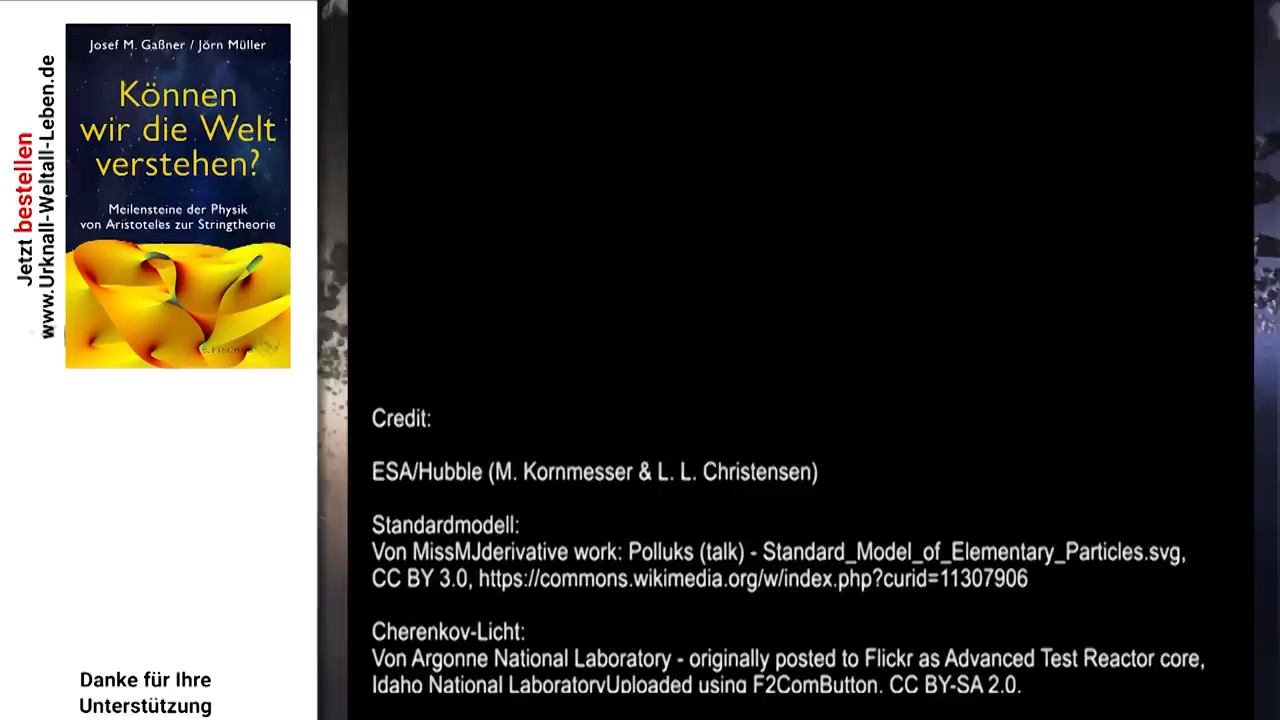 Jetzt bestellen
www.Urknall-Weltall-Leben.de
Josef M. Gaßner / Jörn Müller
Können
wir die Welt
verstehen?
Meilensteine der Physik
von Aristoteles zur Stringtheorie
S. FISCHER
Danke für Ihre
Unterstützung
Credit:
ESA/Hubble (M. Kornmesser & L. L. Christensen)
Standardmodell:
Von MissMJderivative work: Polluks (talk) - Standard_Model_of_Elementary_Particles.svg,
CC BY 3.0, https://commons.wikimedia.org/w/index.php?curid=11307906
Cherenkov-Licht:
Von Argonne National Laboratory - originally posted to Flickr as Advanced Test Reactor core,
Idaho National LaboratoryUploaded using F2ComButton, CC BY-SA 2.0,